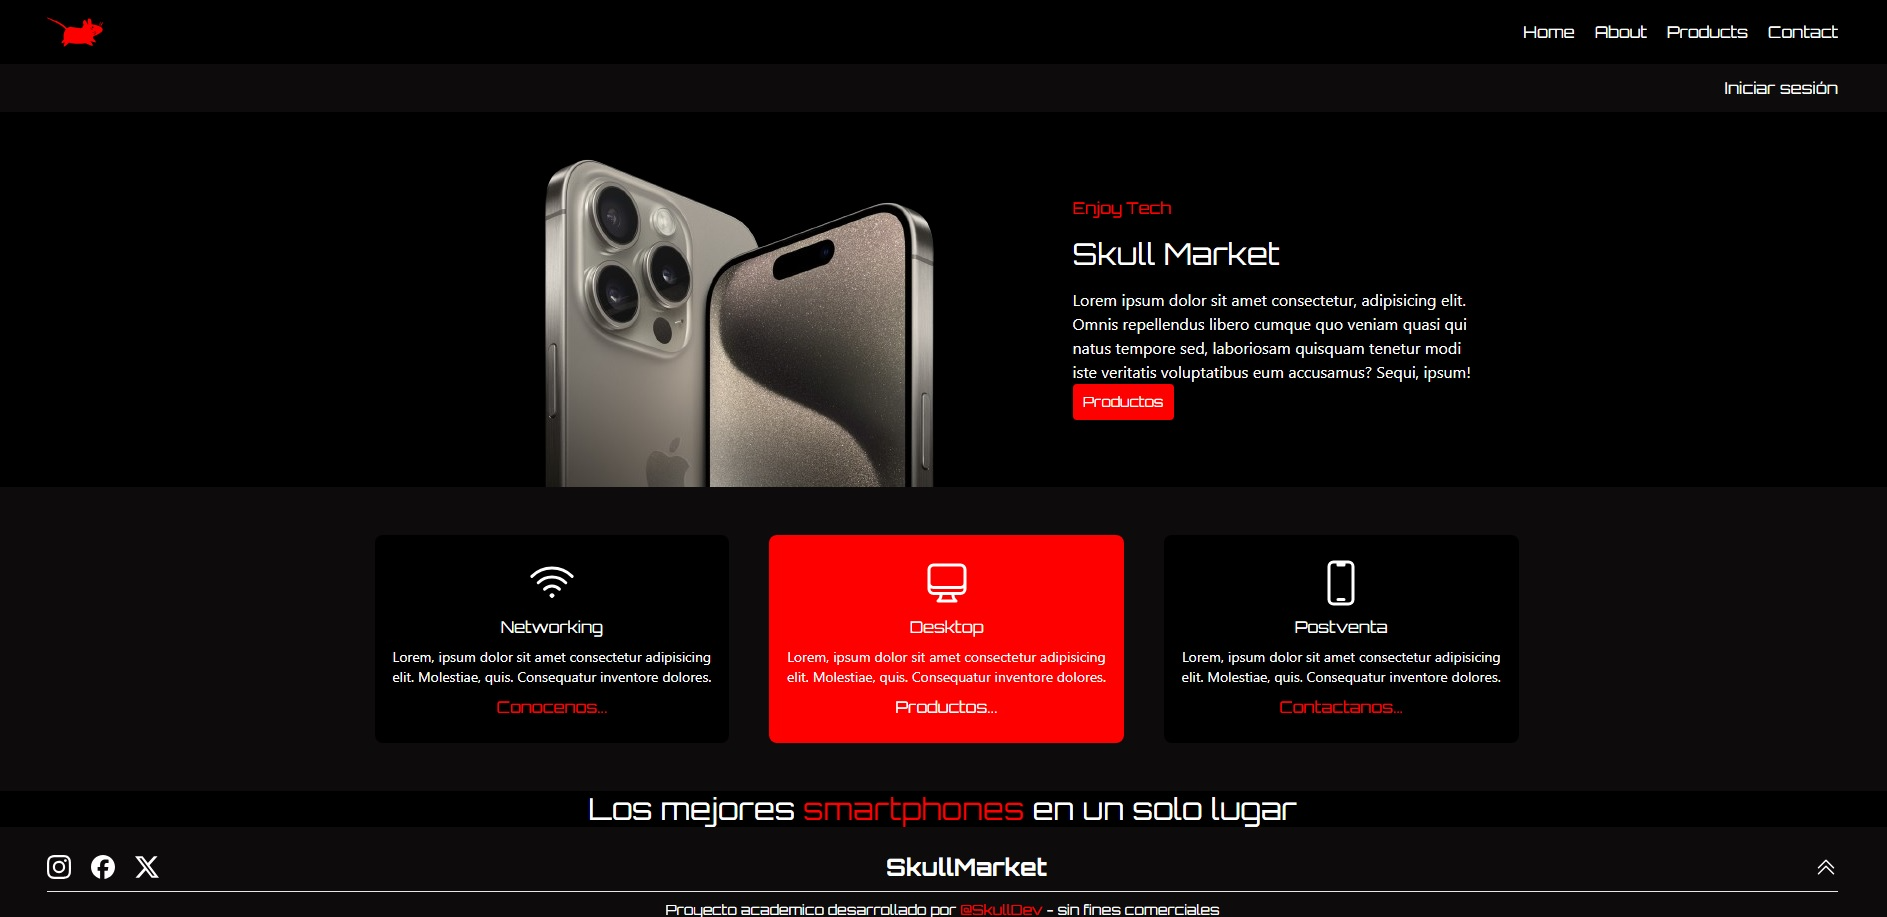 Home About Products Contact
Iniciar sesión
Enjoy Tech
Skull Market
Lorem ipsum dolor sit amet consectetur, adipisicing elit.
Omnis repellendus libero cumque quo veniam quasi qui
natus tempore sed, laboriosam quisquam tenetur modi
iste veritatis voluptatibus eum accusamus? Sequi, ipsum!
Productos
Networking
Lorem, ipsum dolor sit amet consectetur adipisicing
elit. Molestiae, quis. Consequatur inventore dolores.
Conocenos...
Desktop
Lorem, ipsum dolor sit amet consectetur adipisicing
elit. Molestiae, quis. Consequatur inventore dolores.
Productos...
Postventa
Lorem, ipsum dolor sit amet consectetur adipisicing
elit. Molestiae, quis. Consequatur inventore dolores.
Contactanos...
Los mejores smartphones en un solo lugar
SkullMarket
Proyecto academico desarrollado por @SkullDev - sin fines comerciales